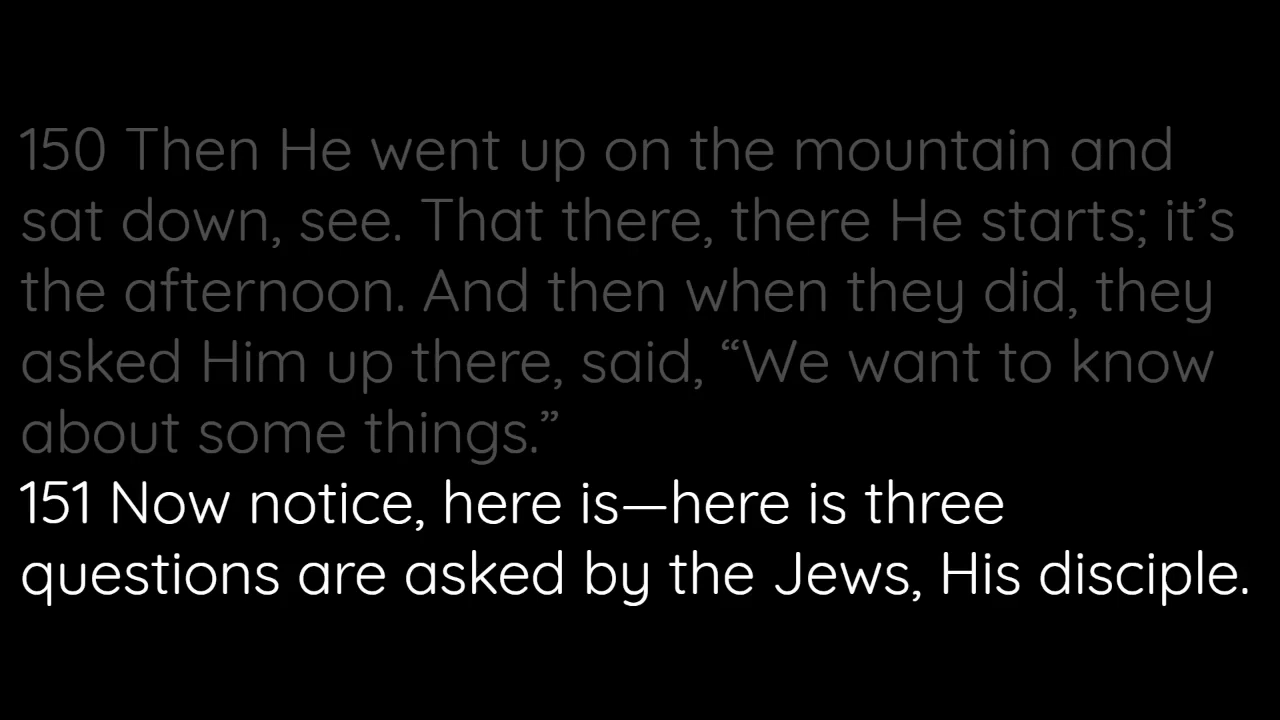 150 Then He went up on the mountain and
sat down, see. That there, there He starts; it’s
the afternoon. And then when they did, they
asked Him up there, said, “We want to know
about some things.”
151 Now notice, here is—here is three
questions are asked by the Jews, His disciple.